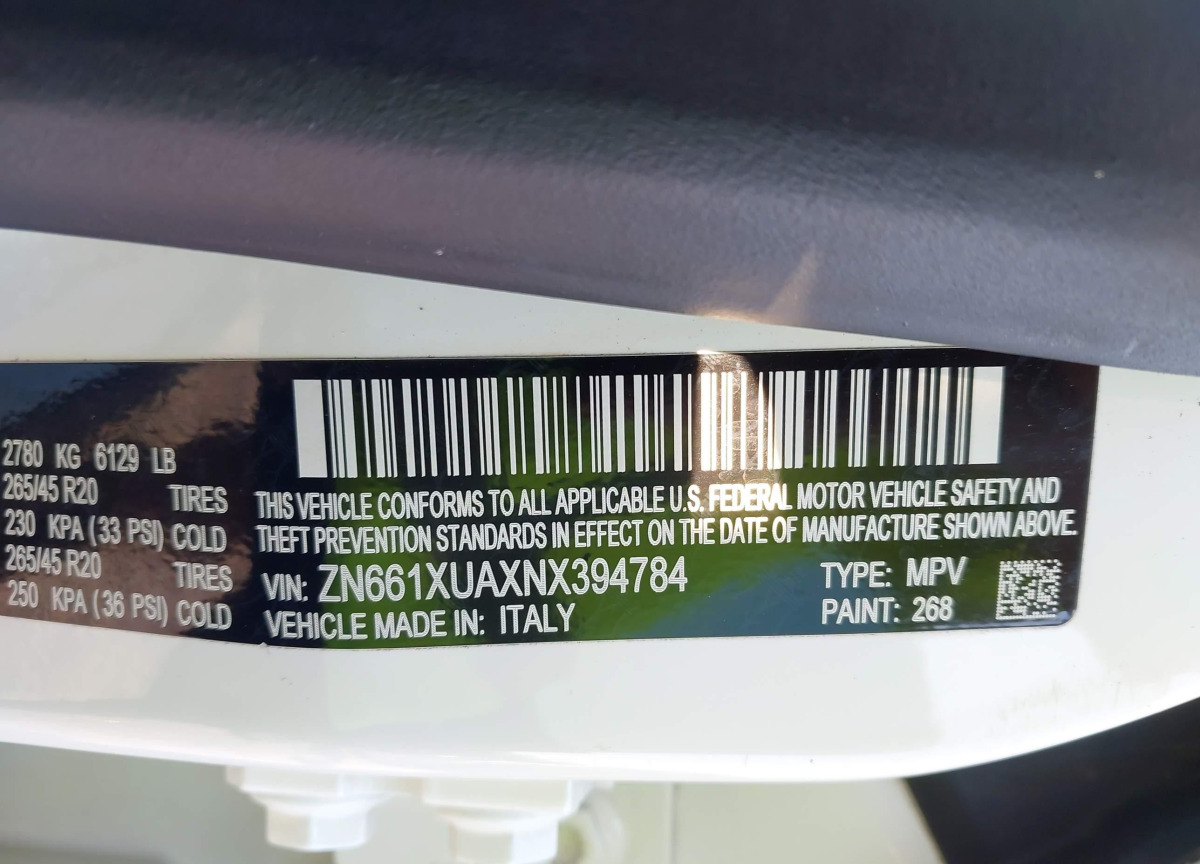 2780 KG 6129 LB
265/45 R20 TIRES
230 KPA (33 PSI) COLD
265/45 R20 TIRES
250 KPA (36 PSI) COLD
THIS VEHICLE CONFORMS TO ALL APPLICABLE U.S. FEDERAL MOTOR VEHICLE SAFETY AND
THEFT PREVENTION STANDARDS IN EFFECT ON THE DATE OF MANUFACTURE SHOWN ABOVE.
VIN: ZN661XUAXNX394784
VEHICLE MADE IN: ITALY
TYPE: MPV
PAINT: 268